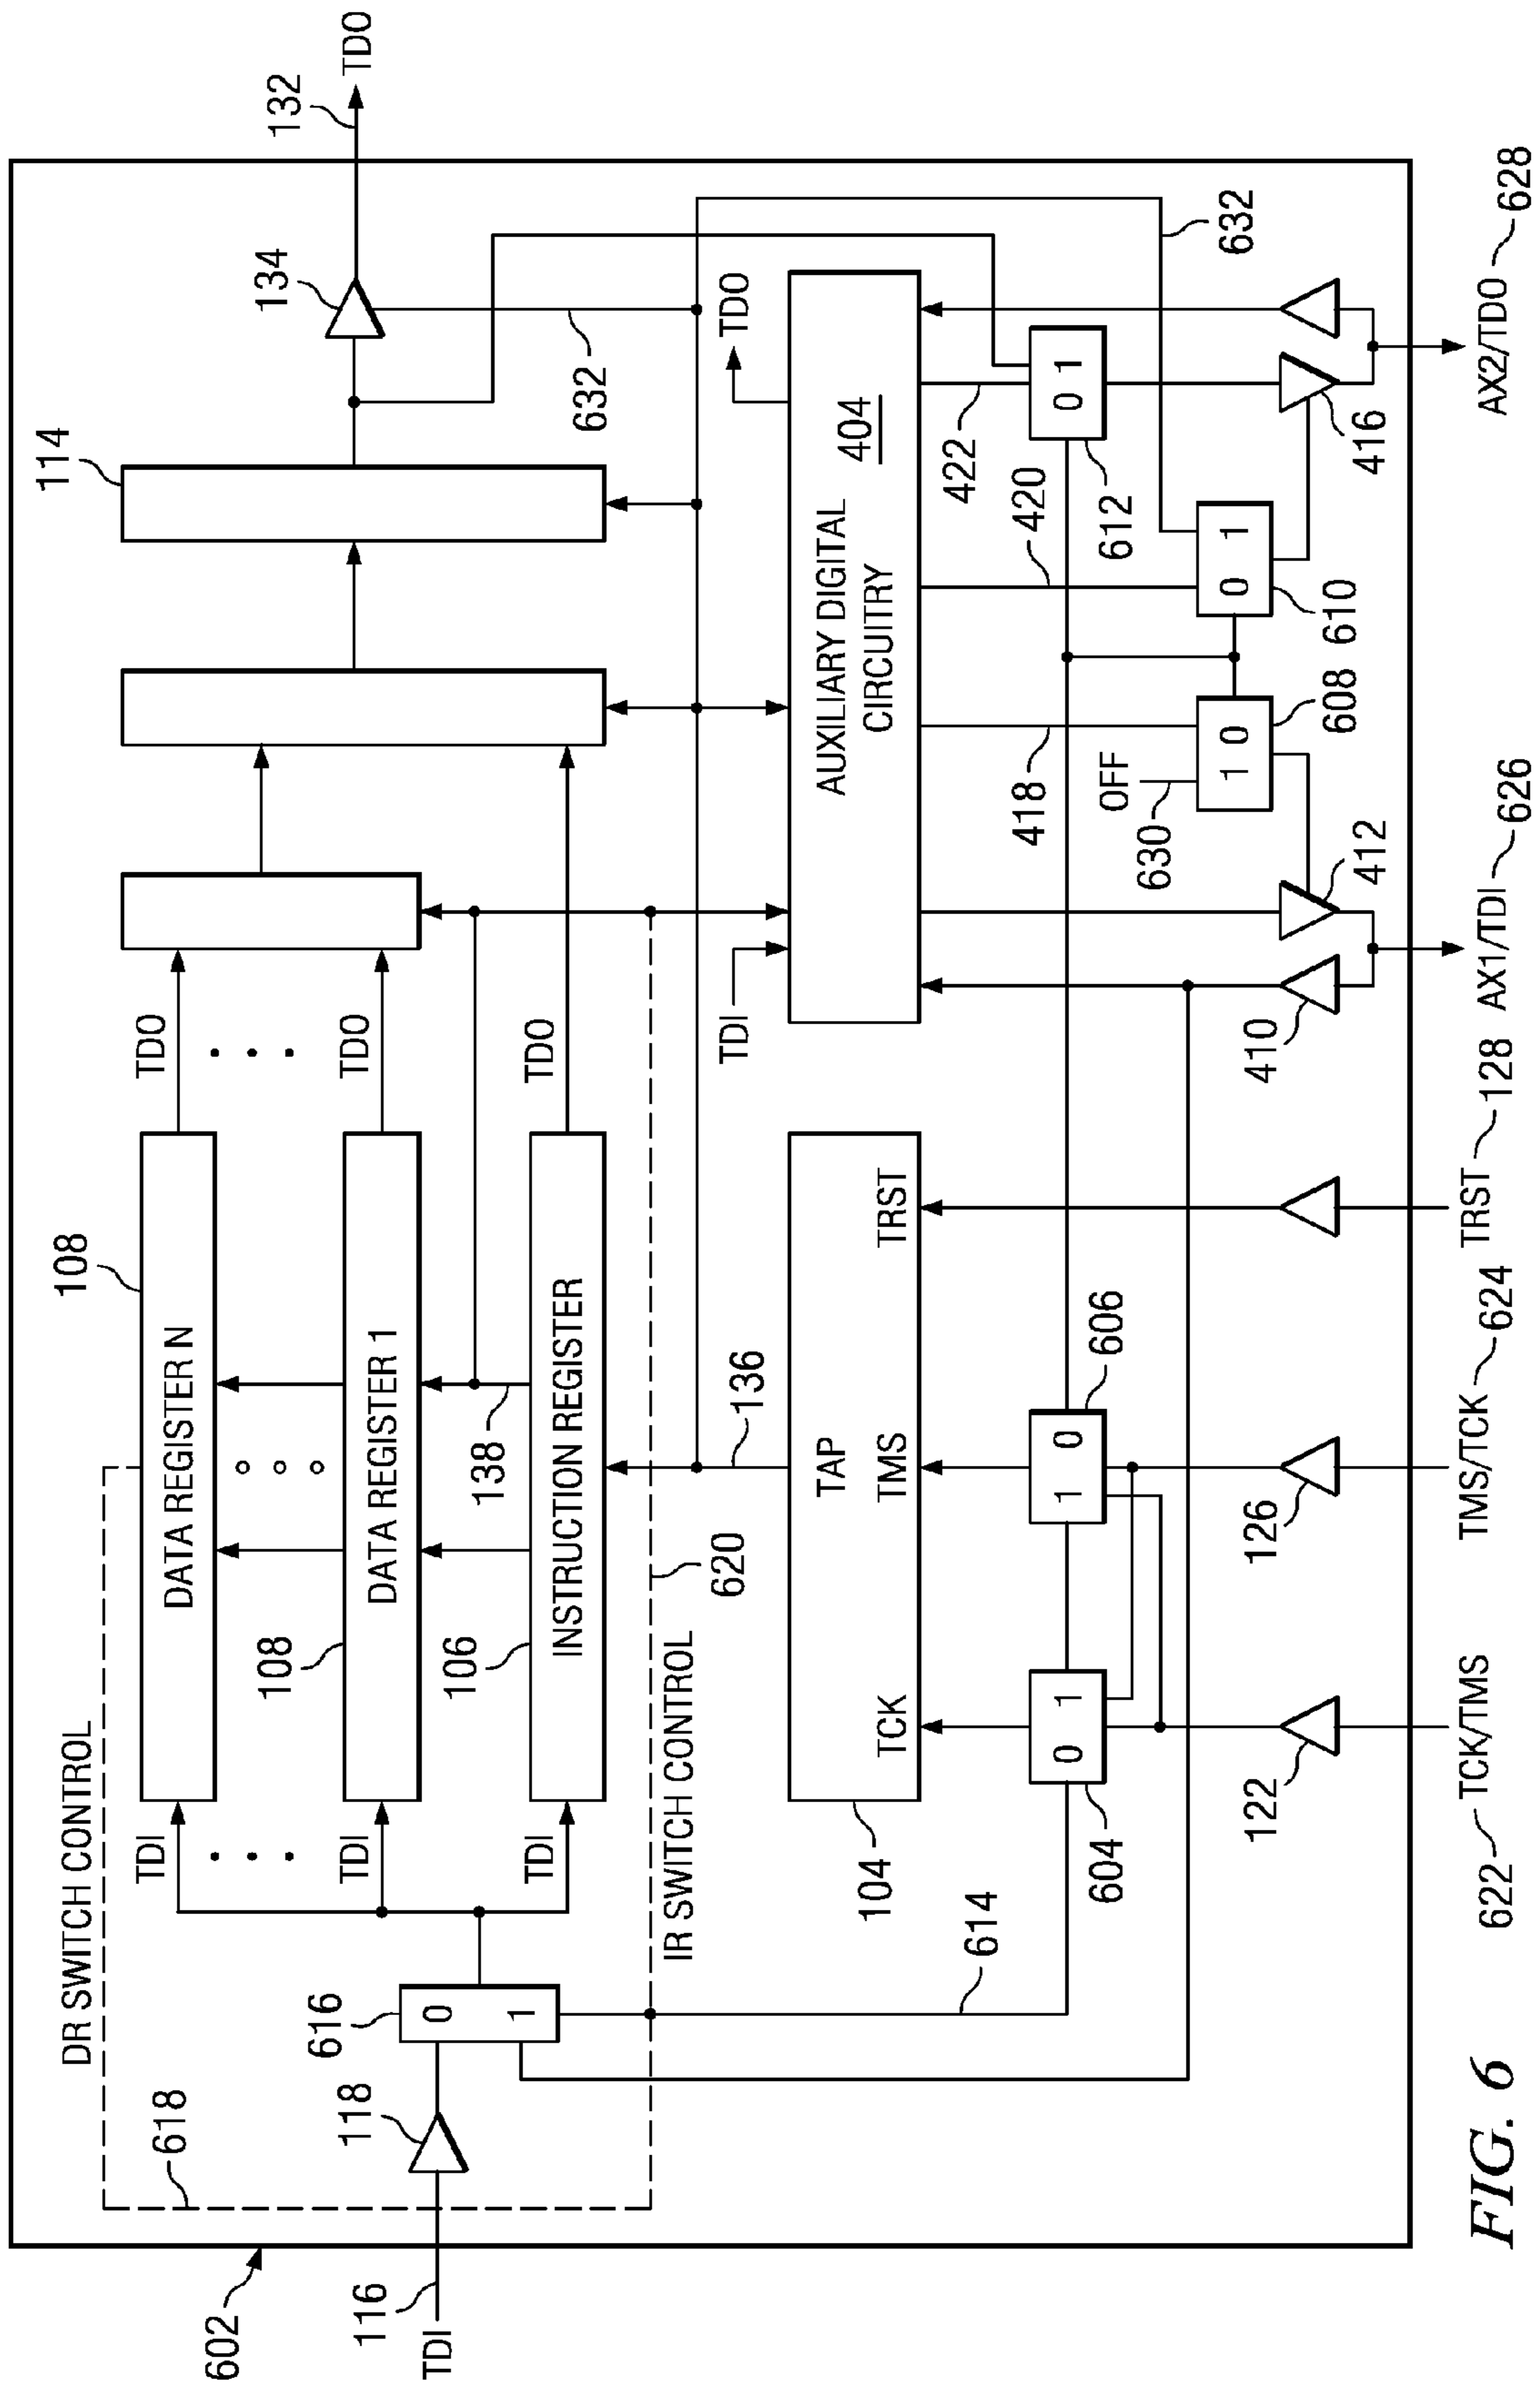 602
116
TDI
118
616
0
1
618
DR SWITCH CONTROL
TDI
TDI
TDI
108
DATA REGISTER N
108
DATA REGISTER 1
106
INSTRUCTION REGISTER
138
TDO
TDO
TDO
114
134
132
TDO
632
IR SWITCH CONTROL
620
136
104
TAP
TCK
TMS
TRST
TDI
AUXILIARY DIGITAL
CIRCUITRY
404
TDO
614
604
0
1
606
1
0
418
OFF
630
1
0
608
420
0
1
610
422
0
1
612
632
122
126
410
412
416
622
TCK/TMS
TMS/TCK
624
TRST
128
AX1/TDI
626
AX2/TDO
628
FIG. 6